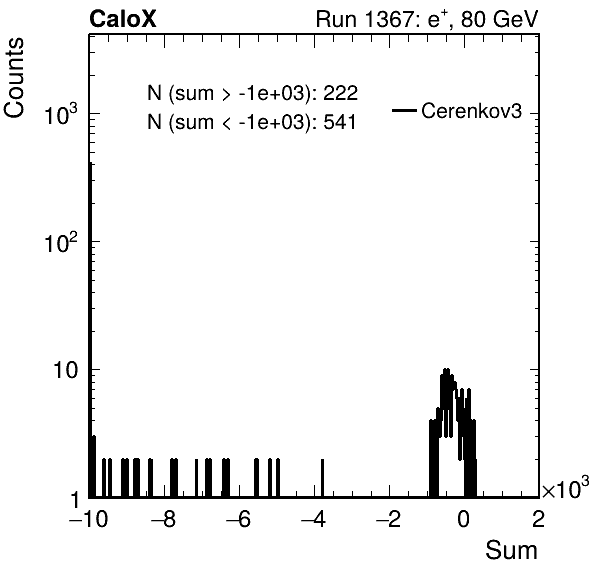 CaloX Run 1367: e⁺, 80 GeV
Counts
N (sum > -1e+03): 222
N (sum < -1e+03): 541
Cerenkov3
10³
10²
10
1
−10 −8 −6 −4 −2 0 2
×10³
Sum